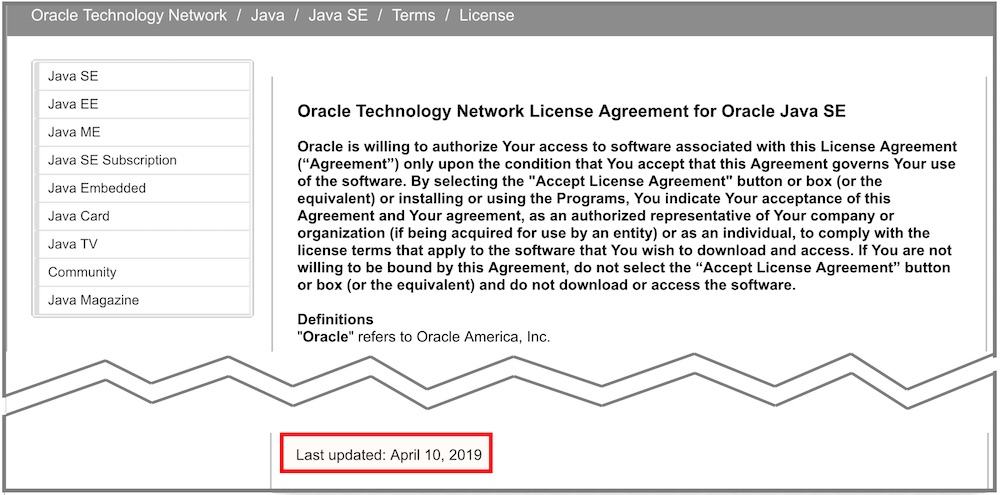 Oracle Technology Network / Java / Java SE / Terms / License
Java SE
Java EE
Java ME
Java SE Subscription
Java Embedded
Java Card
Java TV
Community
Java Magazine
Oracle Technology Network License Agreement for Oracle Java SE
Oracle is willing to authorize Your access to software associated with this License Agreement
(“Agreement”) only upon the condition that You accept that this Agreement governs Your use
of the software. By selecting the "Accept License Agreement" button or box (or the
equivalent) or installing or using the Programs, You indicate Your acceptance of this
Agreement and Your agreement, as an authorized representative of Your company or
organization (if being acquired for use by an entity) or as an individual, to comply with the
license terms that apply to the software that You wish to download and access. If You are not
willing to be bound by this Agreement, do not select the “Accept License Agreement” button
or box (or the equivalent) and do not download or access the software.
Definitions
"Oracle" refers to Oracle America, Inc.
Last updated: April 10, 2019